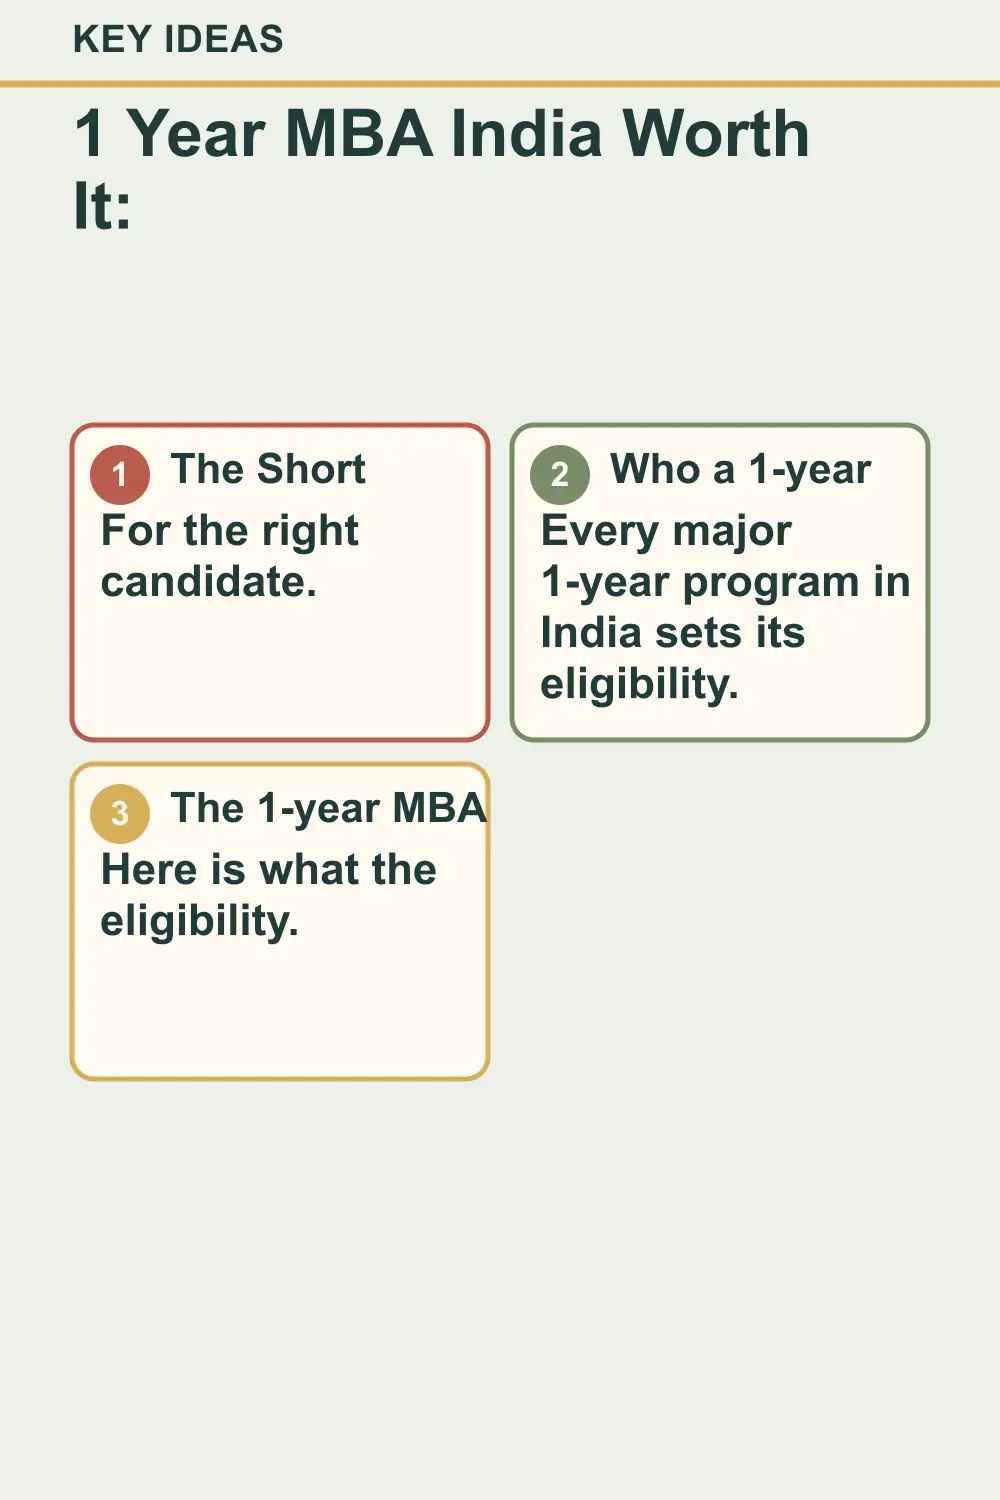 KEY IDEAS
1 Year MBA India Worth
It:
1
The Short
For the right
candidate.
2
Who a 1-year
Every major
1-year program in
India sets its
eligibility.
3
The 1-year MBA
Here is what the
eligibility.